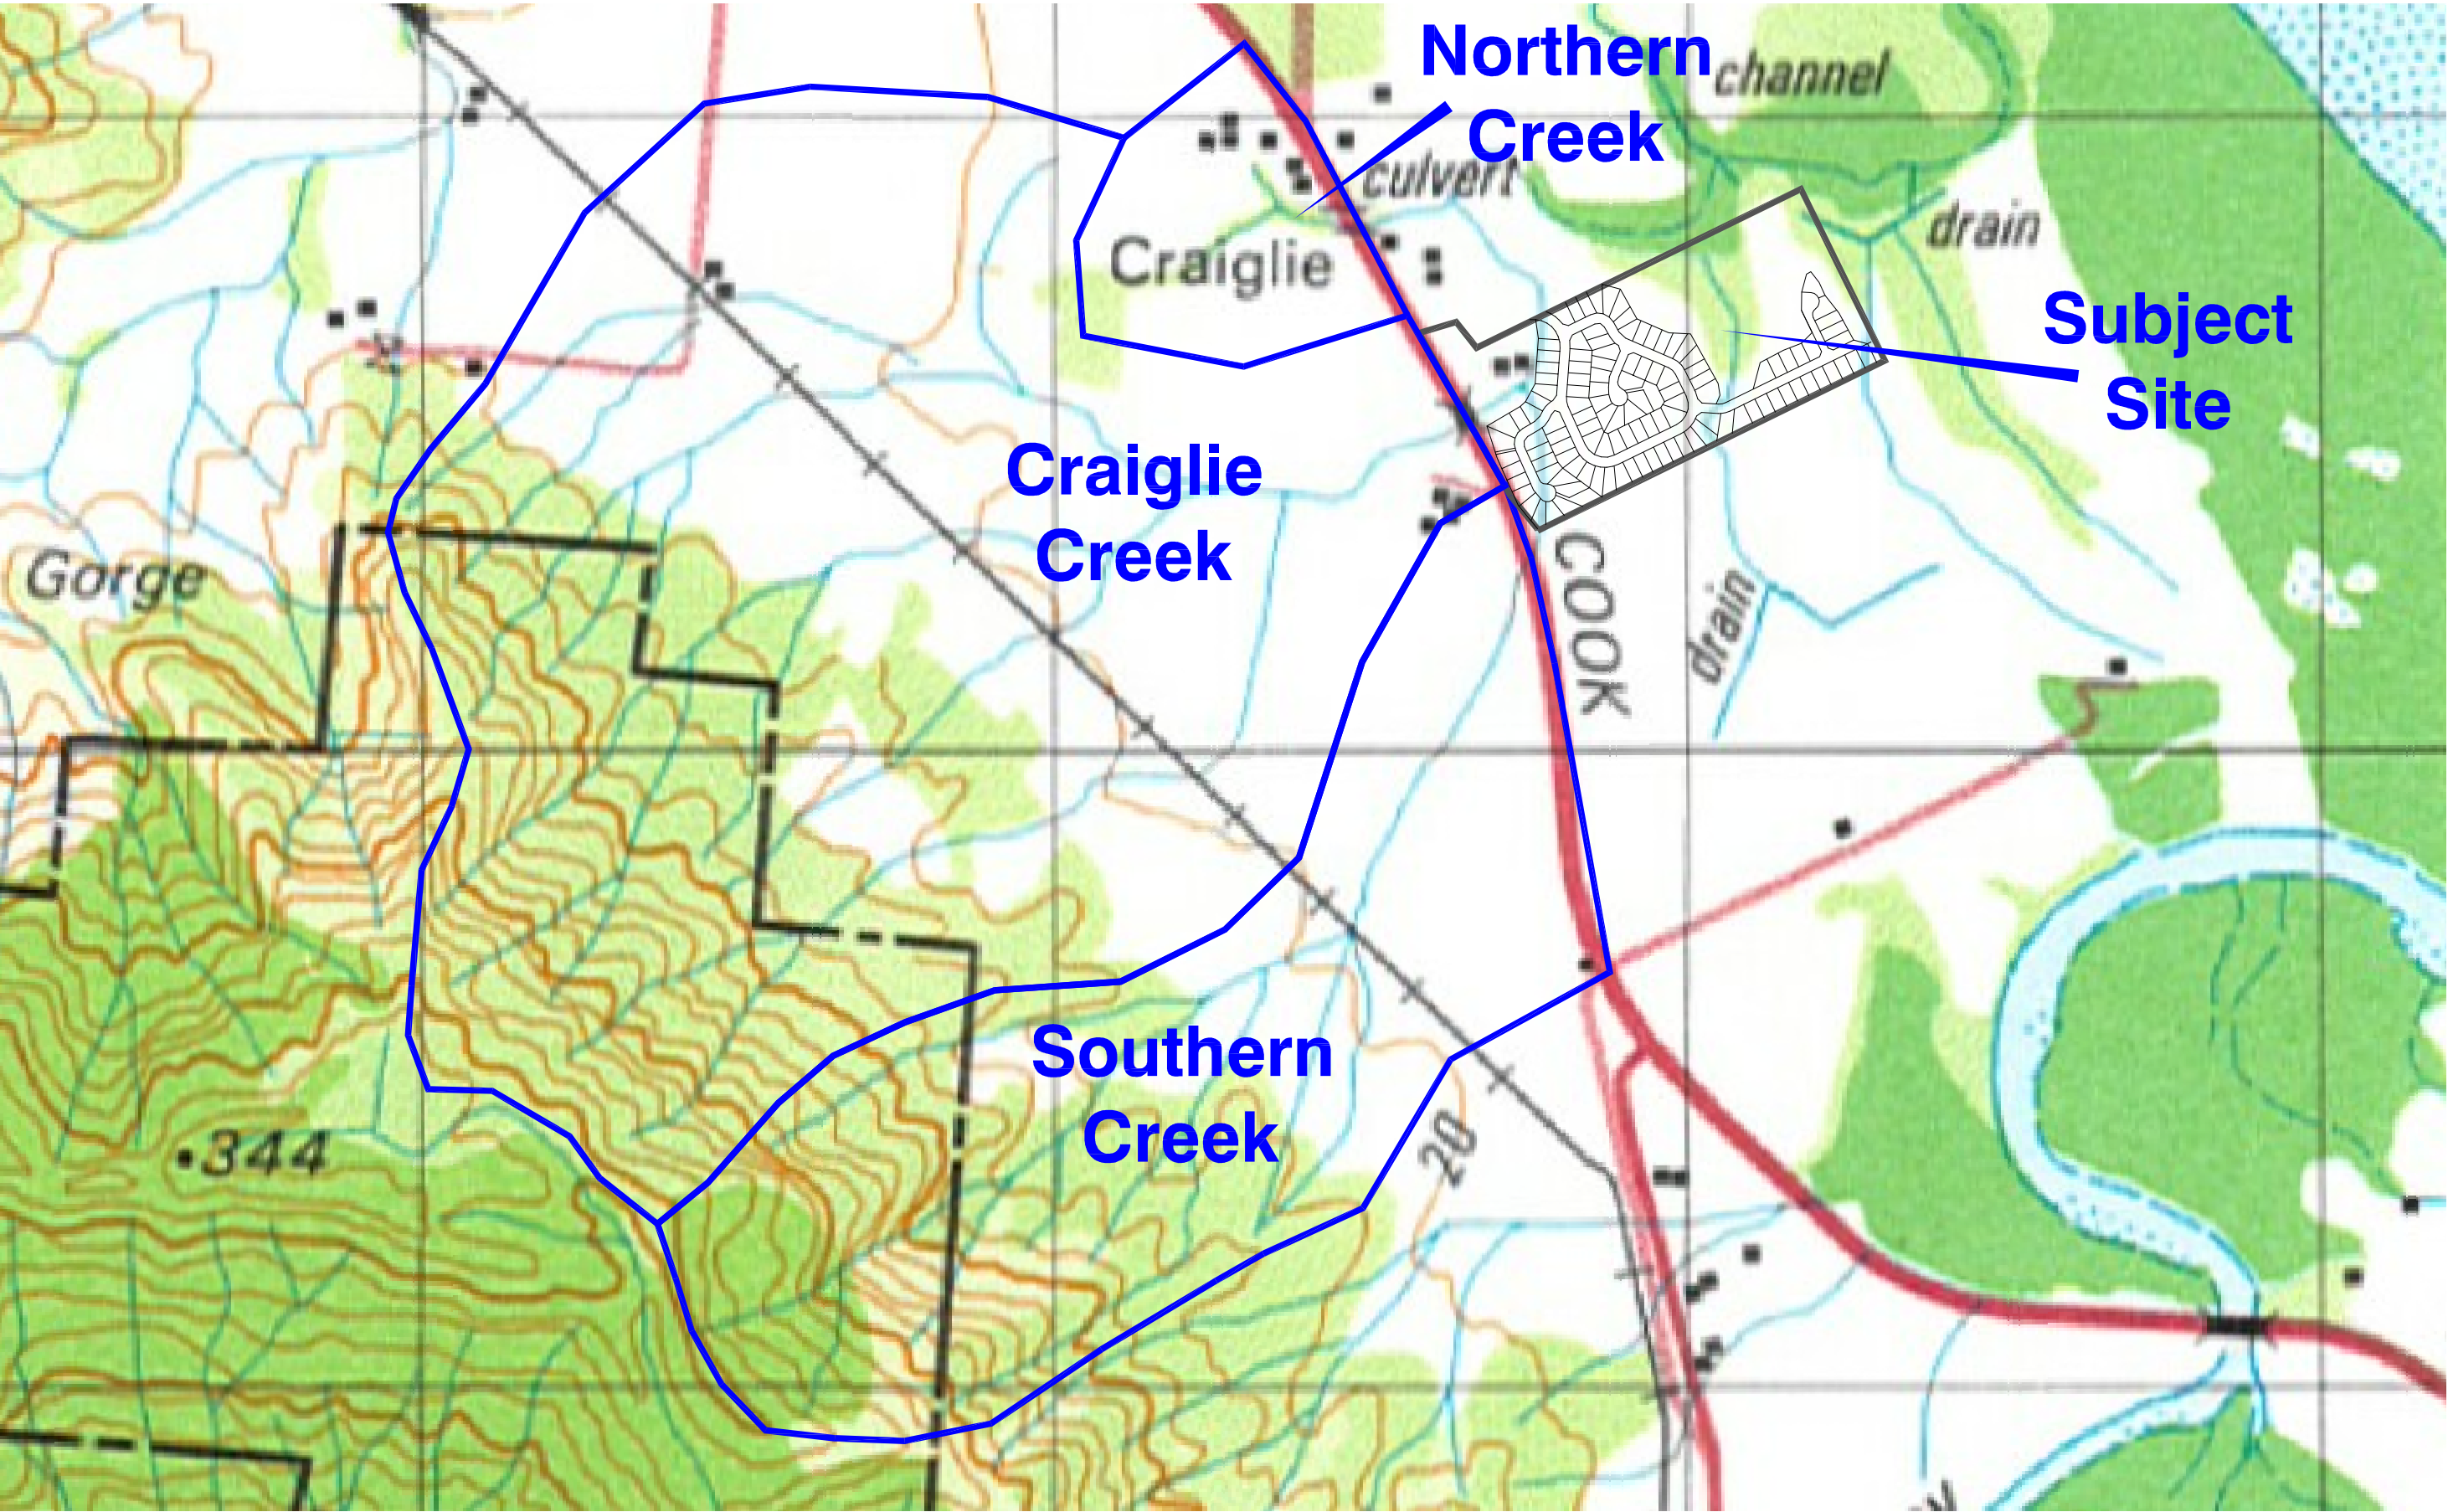 Northern
Creek
channel
culvert
Craiglie
drain
Subject
Site
Craiglie
Creek
Gorge
COOK
drain
Southern
Creek
344
20